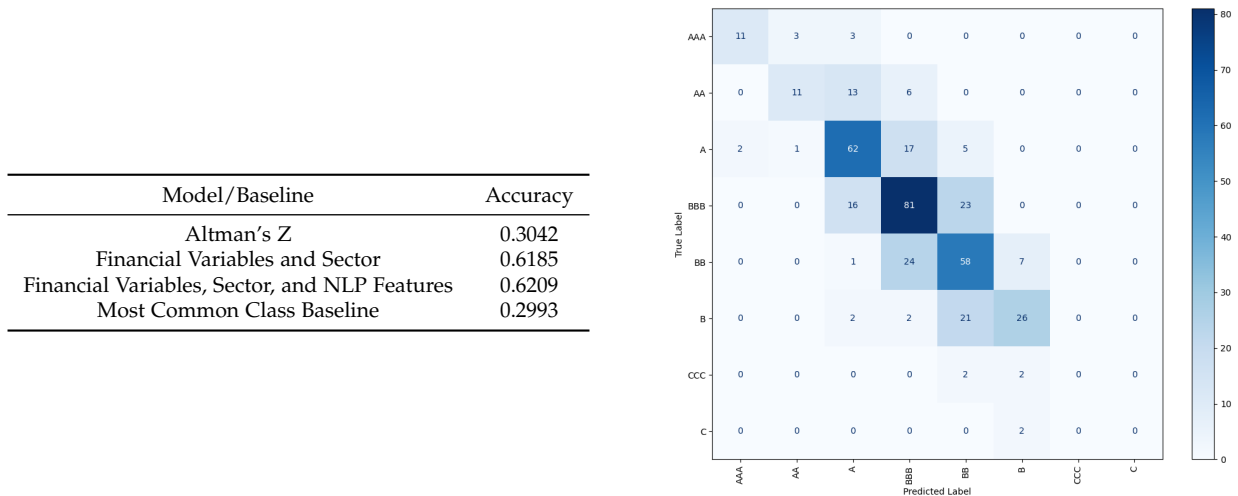 Model/Baseline Accuracy
Altman's Z 0.3042
Financial Variables and Sector 0.6185
Financial Variables, Sector, and NLP Features 0.6209
Most Common Class Baseline 0.2993
True Label
AAA 11 3 3 0 0 0 0 0
AA 0 11 13 6 0 0 0 0
A 2 1 62 17 5 0 0 0
BBB 0 0 16 81 23 0 0 0
BB 0 0 1 24 58 7 0 0
B 0 0 2 2 21 26 0 0
CCC 0 0 0 0 2 2 0 0
C 0 0 0 0 0 2 0 0
AAA AA A BBB BB B CCC C
Predicted Label
80
70
60
50
40
30
20
10
0